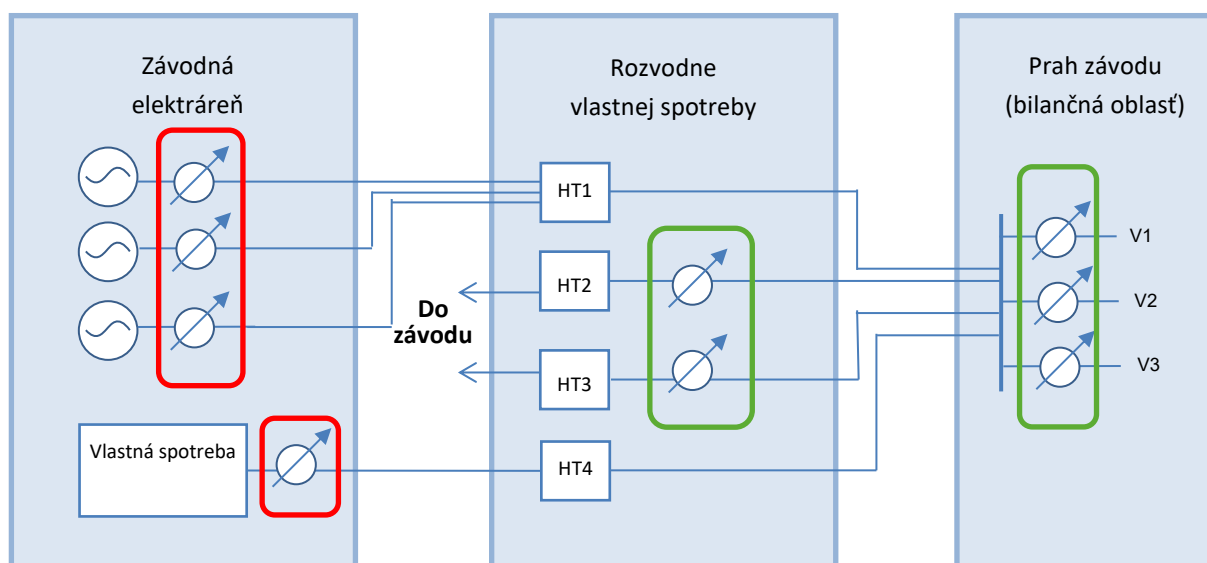 Závodná
elektráreň
Rozvodne
vlastnej spotreby
Prah závodu
(bilančná oblasť)
HT1
HT2
HT3
HT4
Do
závodu
Vlastná spotreba
V1
V2
V3